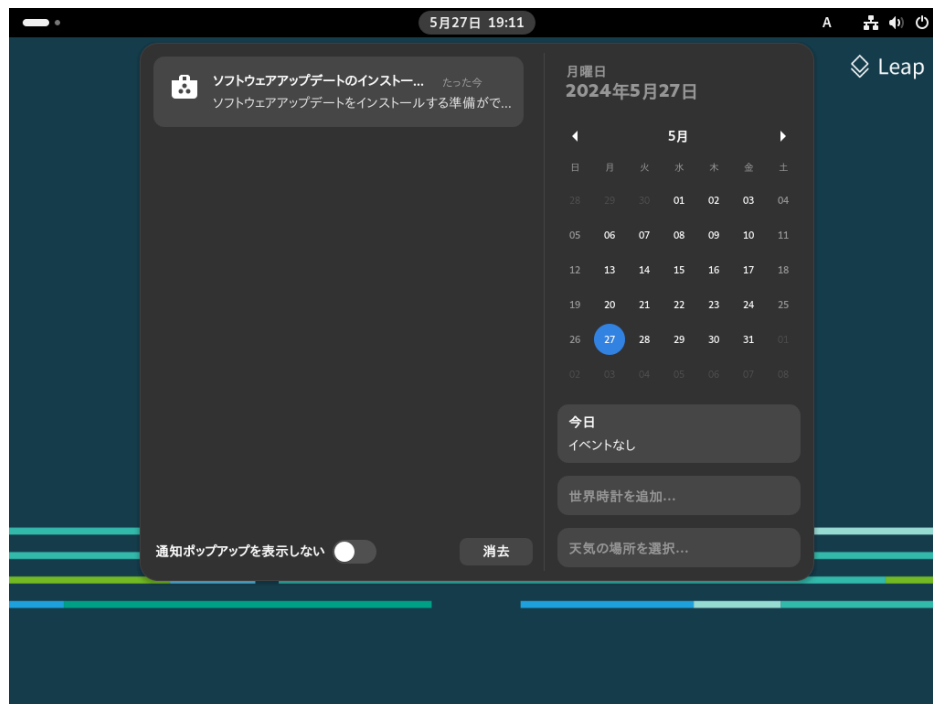 5月27日 19:11
A
Leap
ソフトウェアアップデートのインストー... たった今
ソフトウェアアップデートをインストールする準備がで...
通知ポップアップを表示しない
消去
月曜日
2024年5月27日
5月
日 月 火 水 木 金 土
28 29 30 01 02 03 04
05 06 07 08 09 10 11
12 13 14 15 16 17 18
19 20 21 22 23 24 25
26 27 28 29 30 31 01
02 03 04 05 06 07 08
今日
イベントなし
世界時計を追加...
天気の場所を選択...